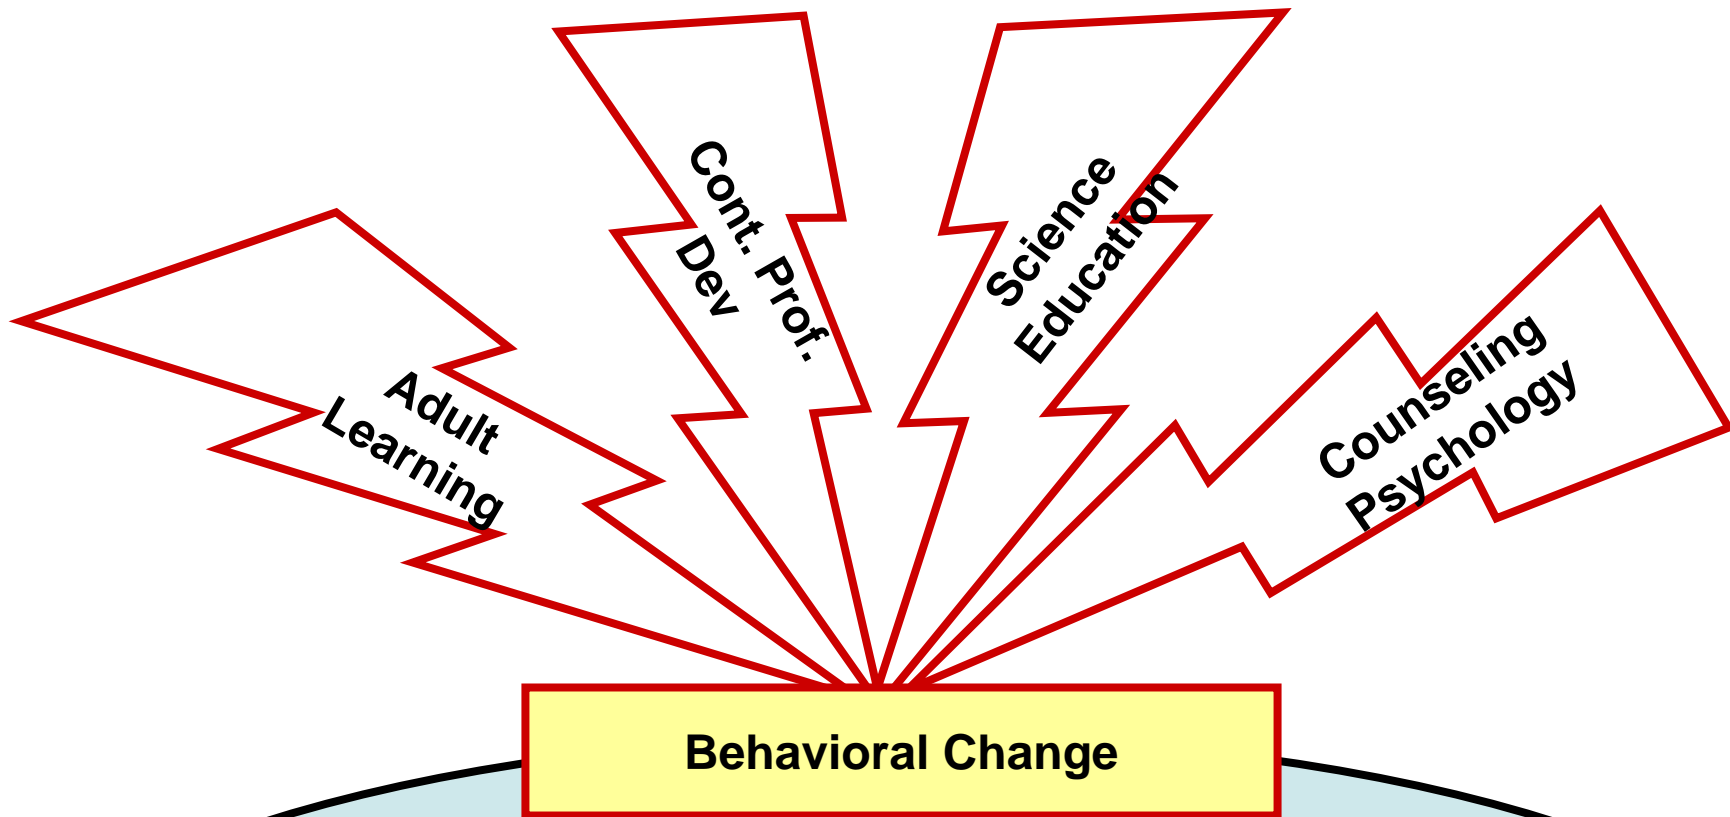 Adult
Learning
Cont. Prof.
Dev
Science
Education
Counseling
Psychology
Behavioral Change